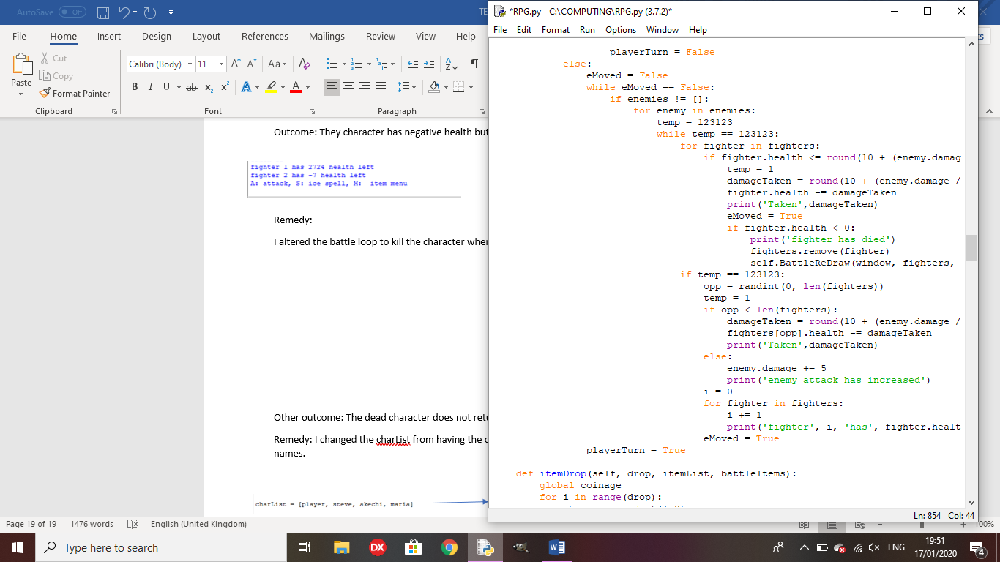 AutoSave Off TE
File Home Insert Design Layout References Mailings Review View Help
Cut
Copy
Format Painter
Paste
Calibri (Body) 11
Clipboard Font Paragraph
Outcome: They character has negative health but
fighter 1 has 2724 health left
fighter 2 has -7 health left
A: attack, S: ice spell, M: item menu
Remedy:
I altered the battle loop to kill the character
Other outcome: The dead character does not
Remedy: I changed the charList from having the
names.
charList = [player, steve, akechi, maria]
Page 19 of 19 1476 words English (United Kingdom)
100%
*RPG.py - C:\COMPUTING\RPG.py (3.7.2)*
File Edit Format Run Options Window Help
playerTurn = False
else:
eMoved = False
while eMoved == False:
if enemies != []:
for enemy in enemies:
temp = 123123
while temp == 123123:
for fighter in fighters:
if fighter.health <= round(10 + (enemy.damag
temp = 1
damageTaken = round(10 + (enemy.damage /
fighter.health -= damageTaken
print('Taken',damageTaken)
eMoved = True
if fighter.health < 0:
print('fighter has died')
fighters.remove(fighter)
self.BattleReDraw(window, fighters,
if temp == 123123:
opp = randint(0, len(fighters))
temp = 1
if opp < len(fighters):
damageTaken = round(10 + (enemy.damage /
fighters[opp].health -= damageTaken
print('Taken',damageTaken)
else:
enemy.damage += 5
print('enemy attack has increased')
i = 0
for fighter in fighters:
i += 1
print('fighter', i, 'has', fighter.healt
eMoved = True
playerTurn = True
def itemDrop(self, drop, itemList, battleItems):
global coinage
for i in range(drop):
Ln: 854 Col: 44
Type here to search
ENG
19:51
17/01/2020
4